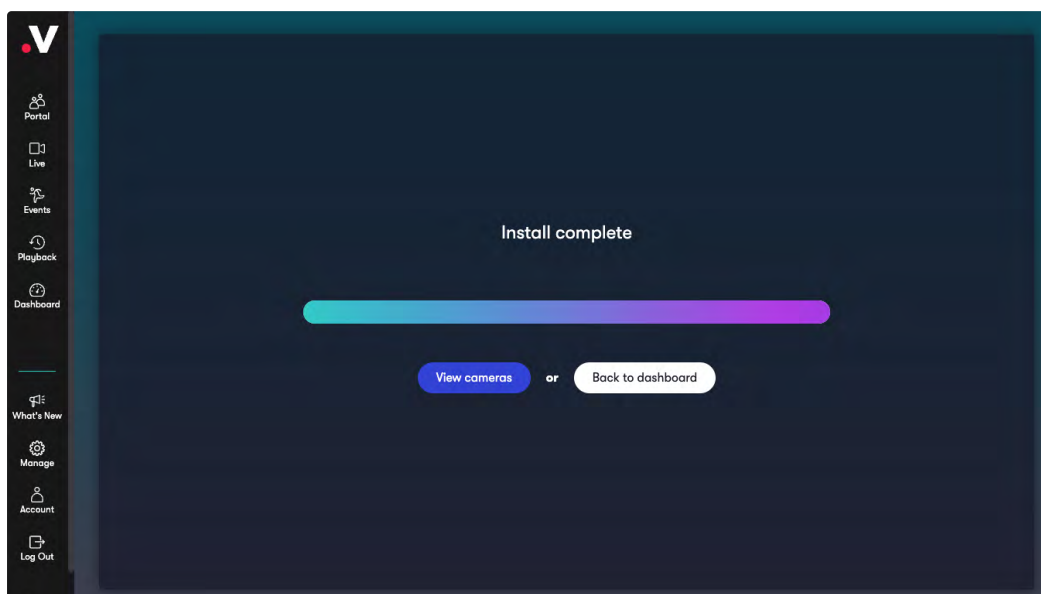 .V
Portal
Live
Events
Playback
Dashboard
What's New
Manage
Account
Log Out
Install complete
View cameras or Back to dashboard